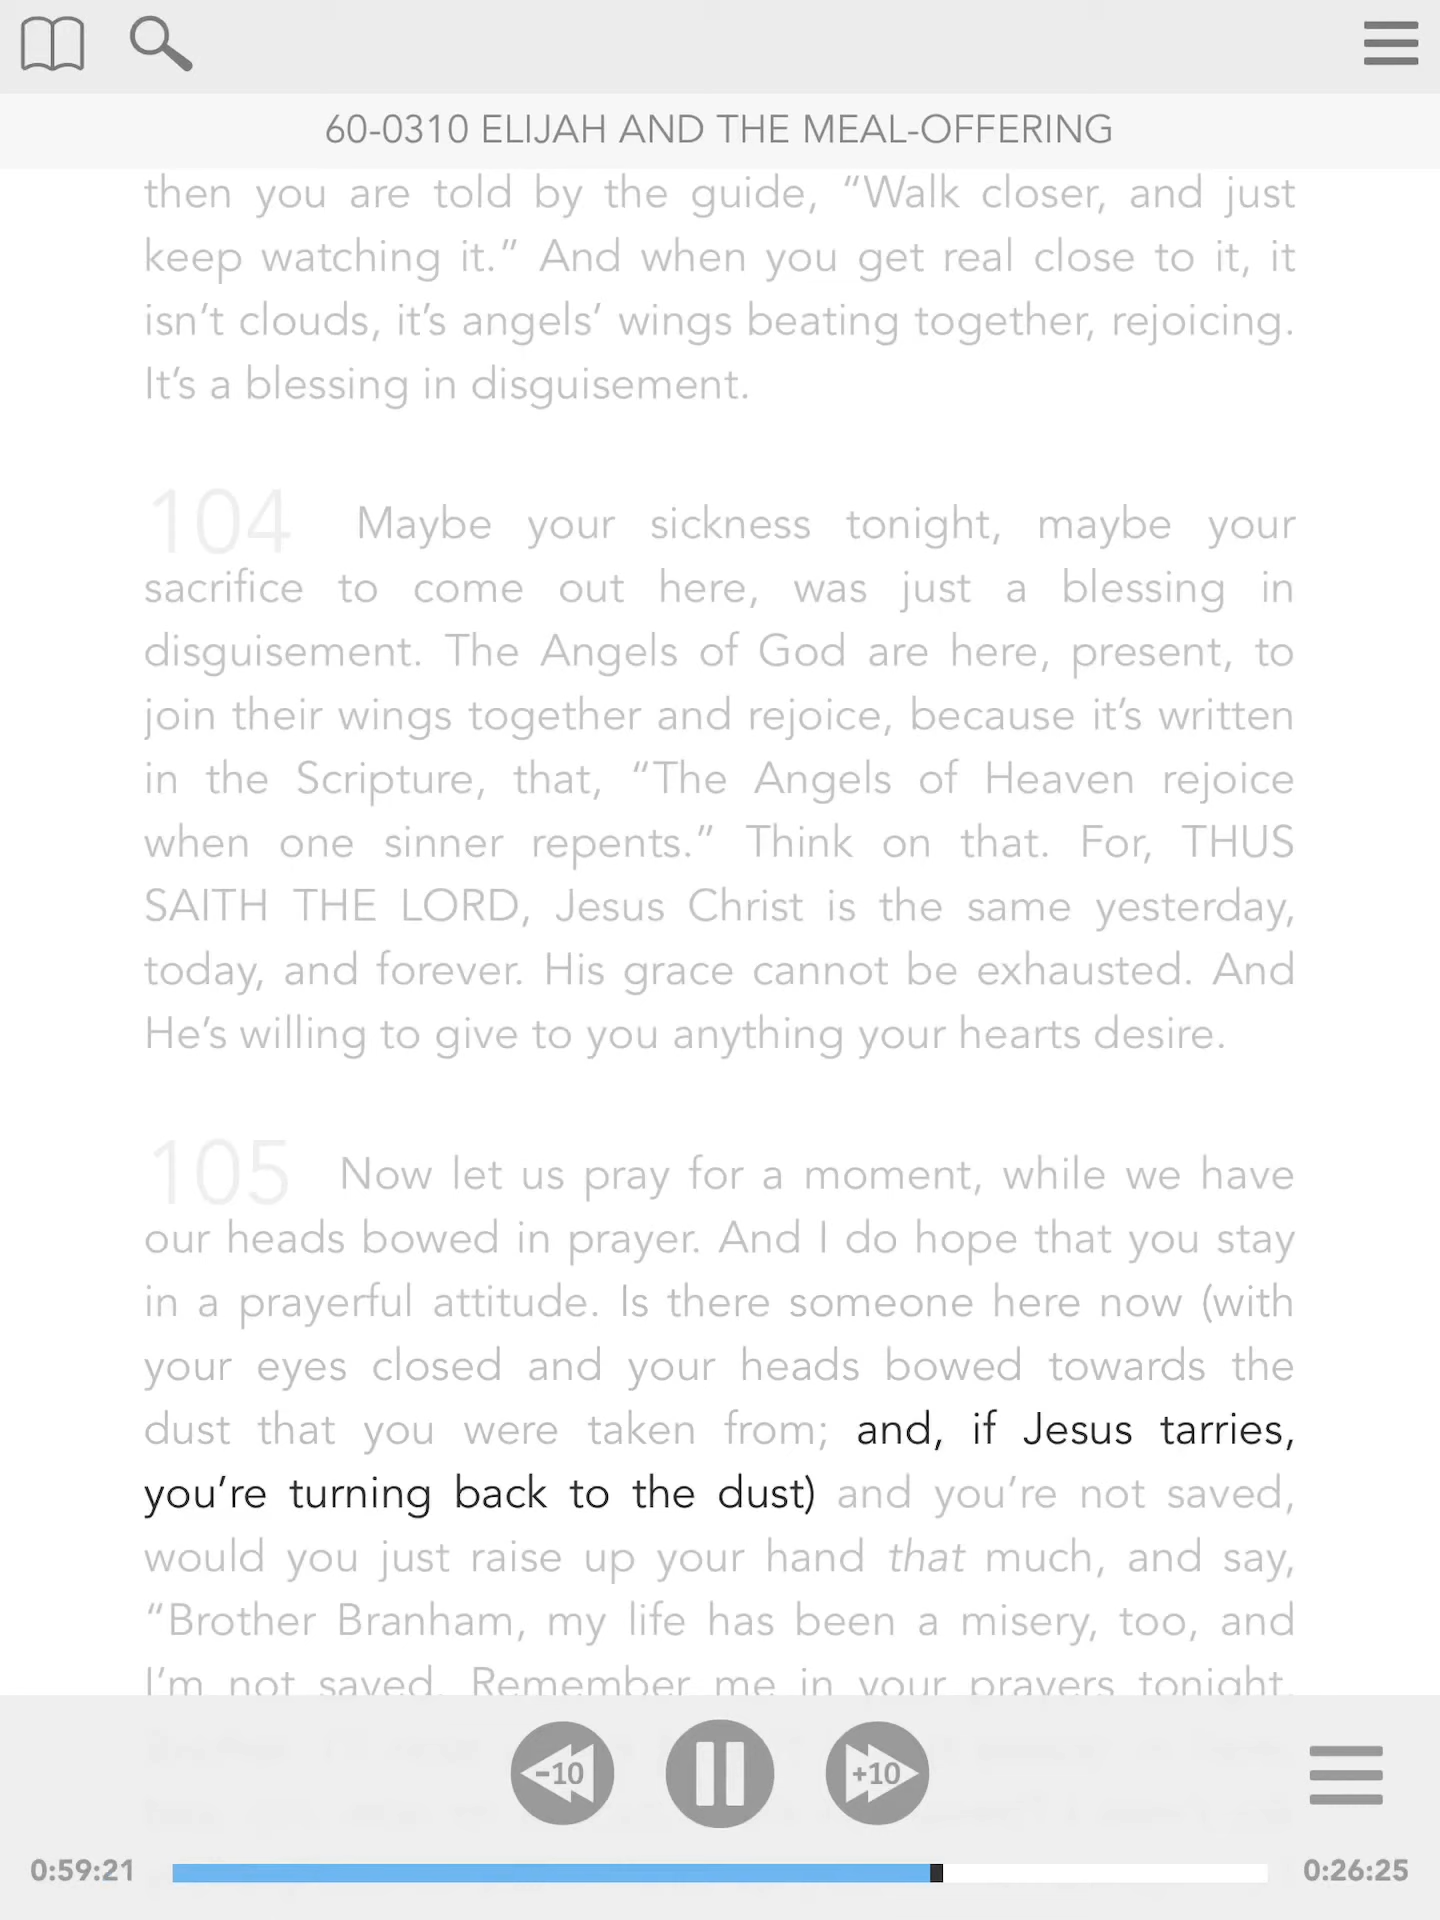 60-0310 ELIJAH AND THE MEAL-OFFERING
then you are told by the guide, “Walk closer, and just
keep watching it.” And when you get real close to it, it
isn’t clouds, it’s angels’ wings beating together, rejoicing.
It’s a blessing in disguisement.
104 Maybe your sickness tonight, maybe your
sacrifice to come out here, was just a blessing in
disguisement. The Angels of God are here, present, to
join their wings together and rejoice, because it’s written
in the Scripture, that, “The Angels of Heaven rejoice
when one sinner repents.” Think on that. For, THUS
SAITH THE LORD, Jesus Christ is the same yesterday,
today, and forever. His grace cannot be exhausted. And
He’s willing to give to you anything your hearts desire.
105 Now let us pray for a moment, while we have
our heads bowed in prayer. And I do hope that you stay
in a prayerful attitude. Is there someone here now (with
your eyes closed and your heads bowed towards the
dust that you were taken from; and, if Jesus tarries,
you’re turning back to the dust) and you’re not saved,
would you just raise up your hand that much, and say,
“Brother Branham, my life has been a misery, too, and
I’m not saved. Remember me in your prayers tonight.
-10 +10
0:59:21 0:26:25